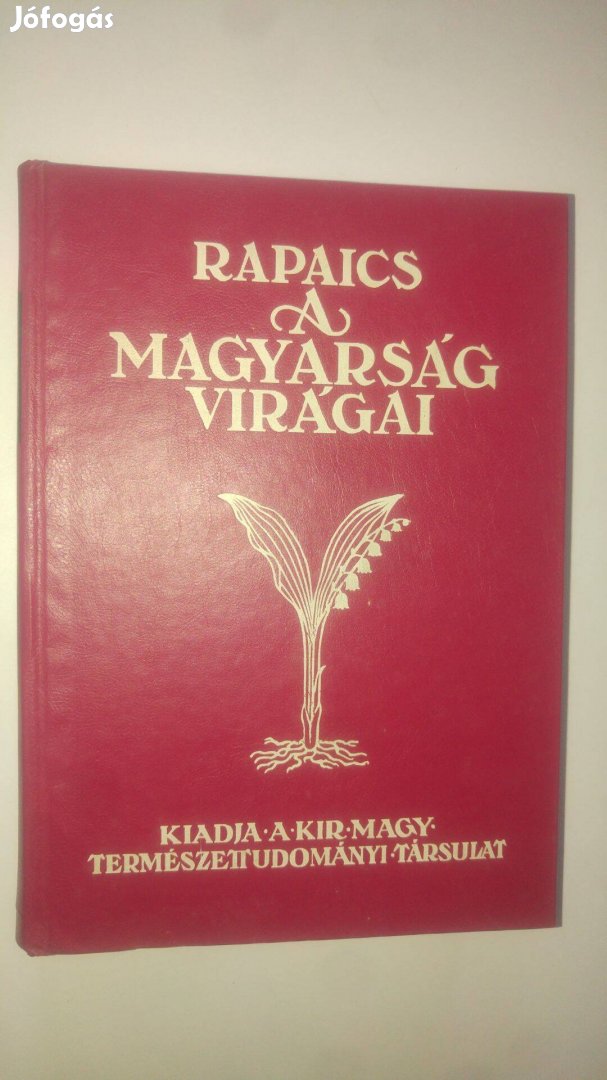 Jófogás
RAPAICS
A
MAGYARSÁG
VIRÁGAI
KIADJA·A·KIR·MAGY·
TERMÉSZETTUDOMÁNYI·TÁRSULAT